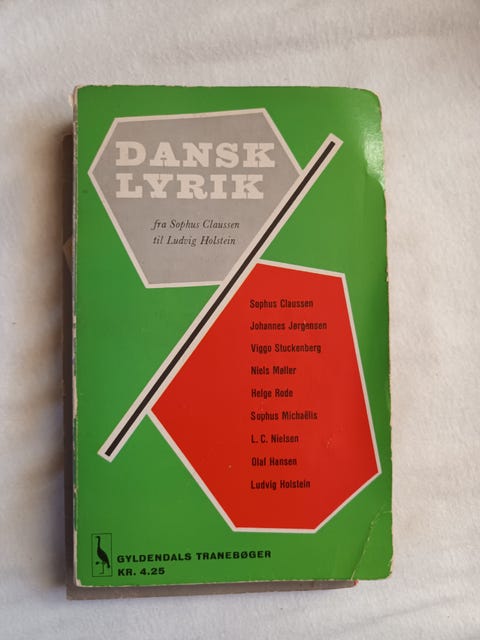 DANSK
LYRIK
fra Sophus Claussen
til Ludvig Holstein
Sophus Claussen
Johannes Jørgensen
Viggo Stuckenberg
Niels Møller
Helge Rode
Sophus Michaëlis
L. C. Nielsen
Olaf Hansen
Ludvig Holstein
GYLDENDALS TRANEBØGER
KR. 4.25